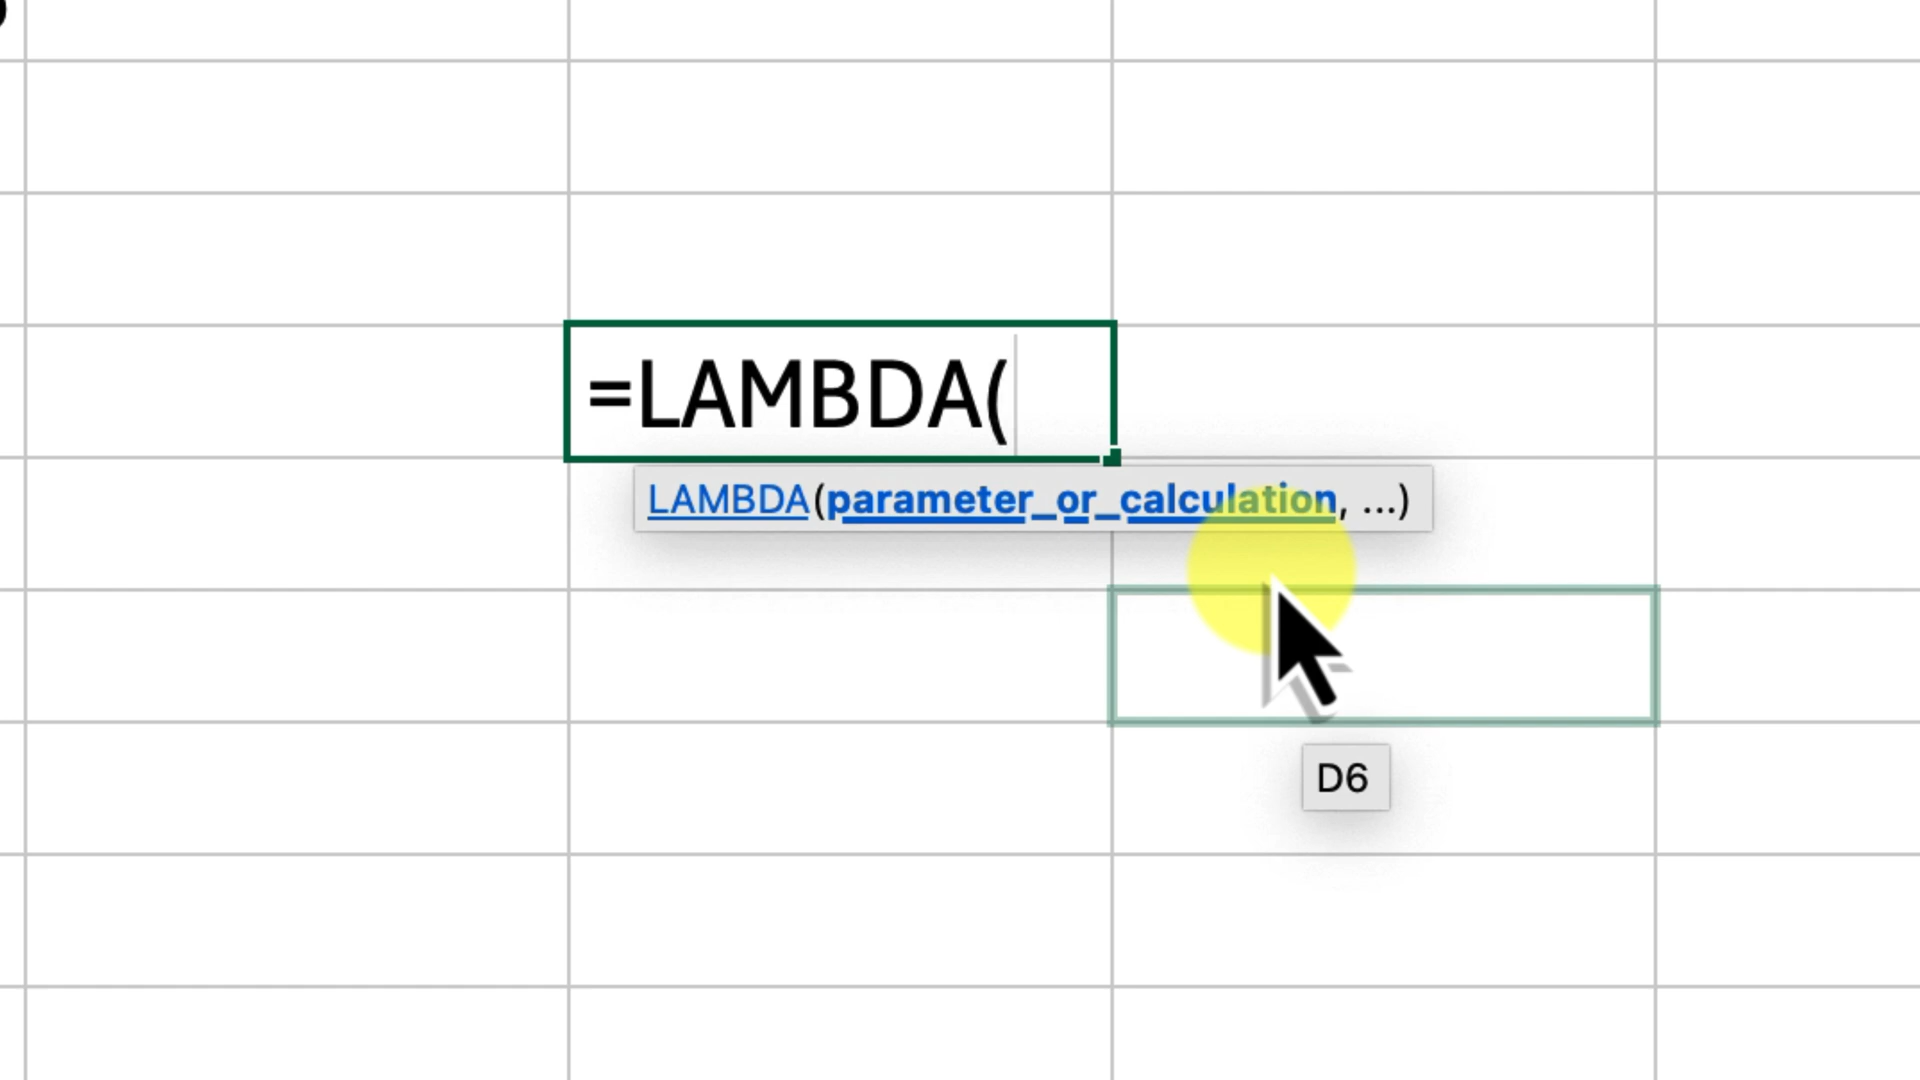 =LAMBDA(
LAMBDA(parameter_or_calculation, ...)
D6